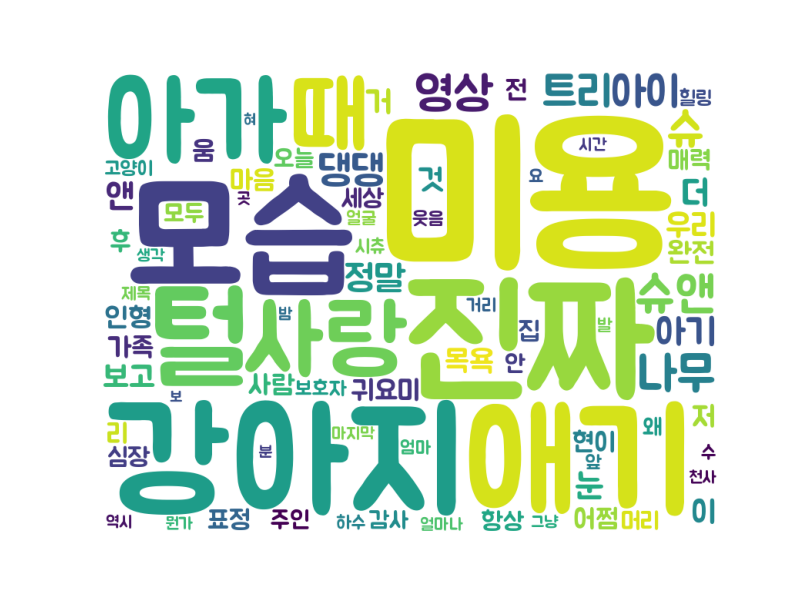 아가 때 거 영상 전 트리 아이 힐링
혀
움 오늘 댕댕 미용 시간 슈
고양이 마음 것 요 매력
앤 모습 모두 곳 세상 웃음 더
얼굴 우리
후 생각 시츄 완전
정말
제목 털 사랑 진짜 슈앤
인형 밤 거리 집 발 아기
가족 목욕 안
보고 사람 보호자 귀요미 나무
보
강아지 애기 저
리 마지막 왜
심장 분 엄마 현이 수
앞
눈 천사
역시 뭔가 표정 주인 하수 감사 얼마나 항상 그냥 어쩜 머리 이